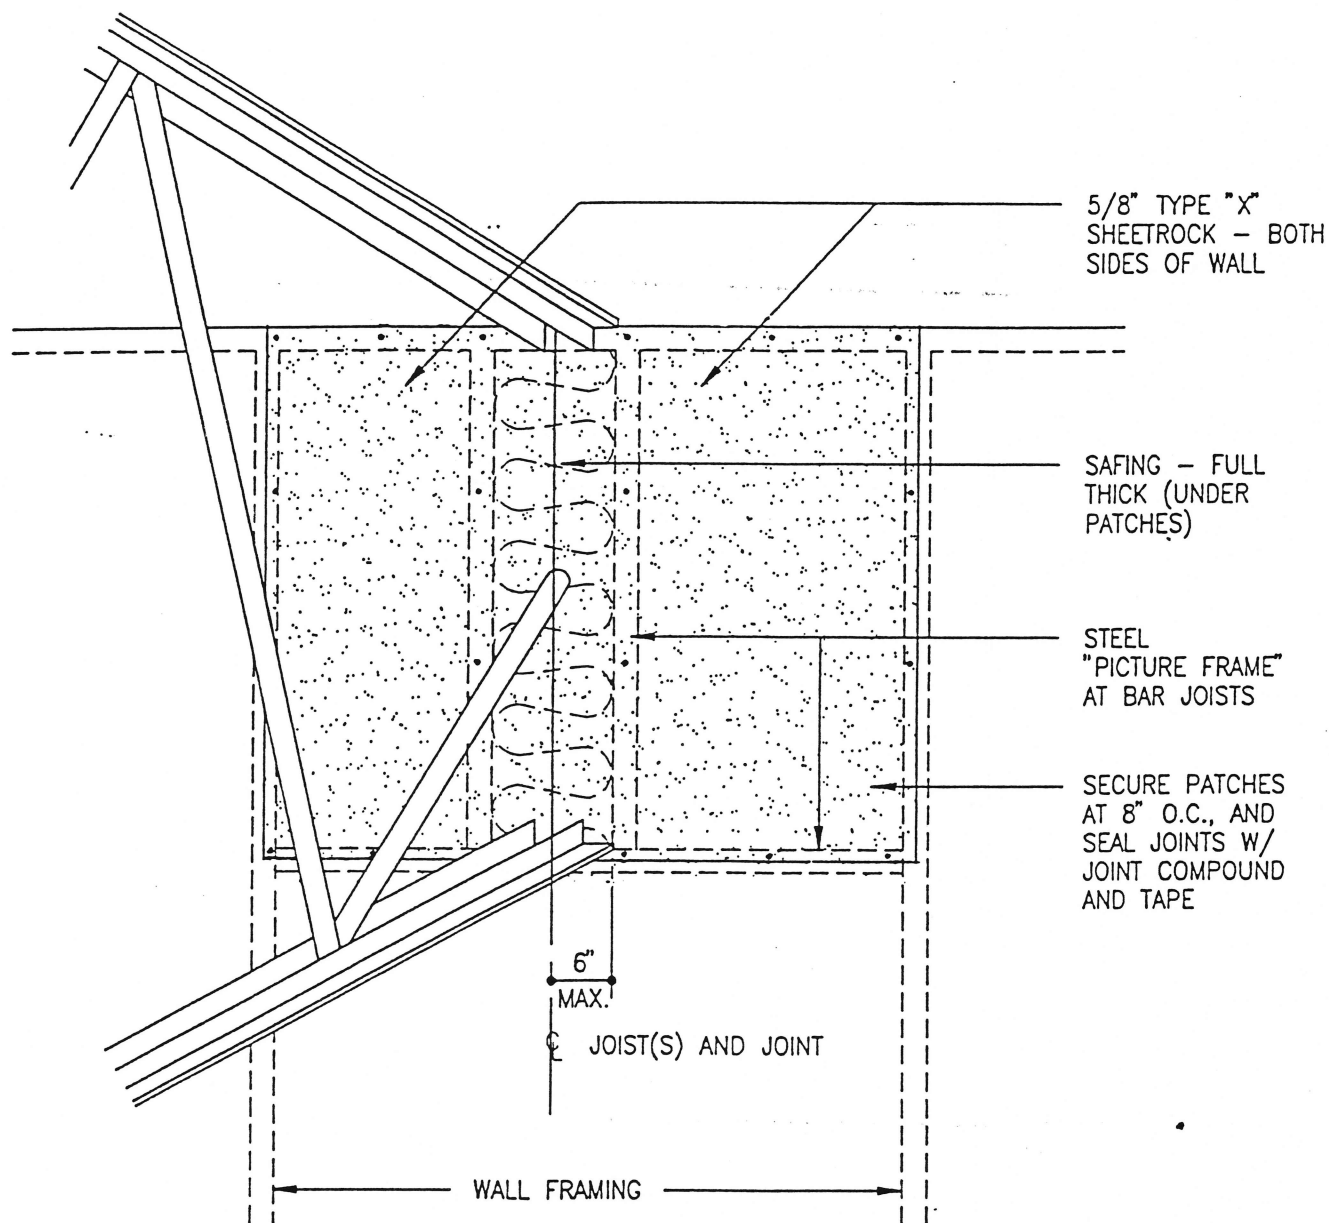 5/8" TYPE "X"
SHEETROCK - BOTH
SIDES OF WALL
SAFING - FULL
THICK (UNDER
PATCHES)
STEEL
"PICTURE FRAME"
AT BAR JOISTS
SECURE PATCHES
AT 8" O.C., AND
SEAL JOINTS W/
JOINT COMPOUND
AND TAPE
6"
MAX.
℄ JOIST(S) AND JOINT
WALL FRAMING